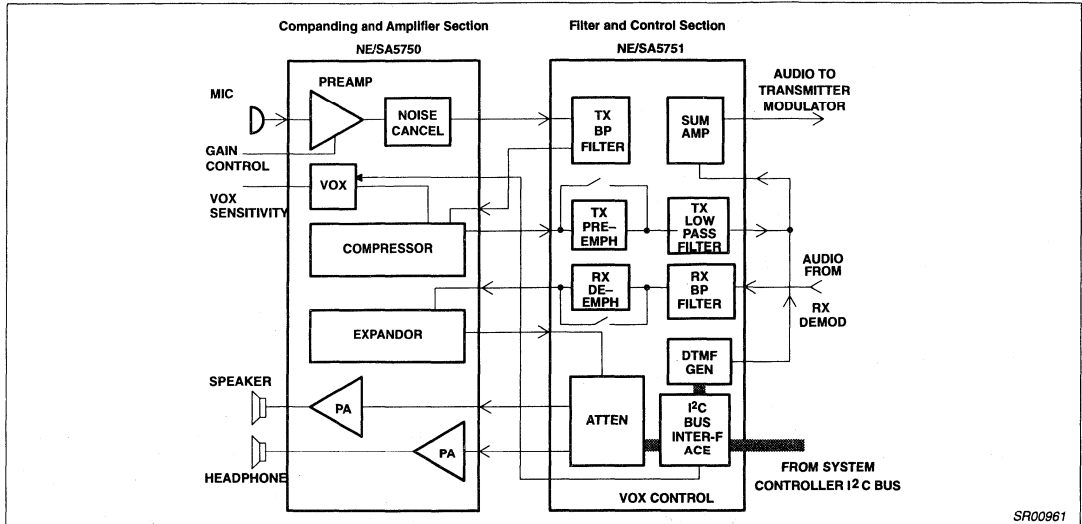 Companding and Amplifier Section
NE/SA5750
Filter and Control Section
NE/SA5751
PREAMP
MIC
NOISE
CANCEL
GAIN
CONTROL
VOX
VOX
SENSITIVITY
COMPRESSOR
EXPANDOR
SPEAKER
PA
PA
HEADPHONE
TX
BP
FILTER
SUM
AMP
AUDIO TO
TRANSMITTER
MODULATOR
TX
PRE–
EMPH
TX
LOW
PASS
FILTER
RX
DE–
EMPH
RX
BP
FILTER
AUDIO
FROM
RX
DEMOD
DTMF
GEN
ATTEN
I²C
BUS
INTER-F
ACE
VOX CONTROL
FROM SYSTEM
CONTROLLER I² C BUS
SR00961